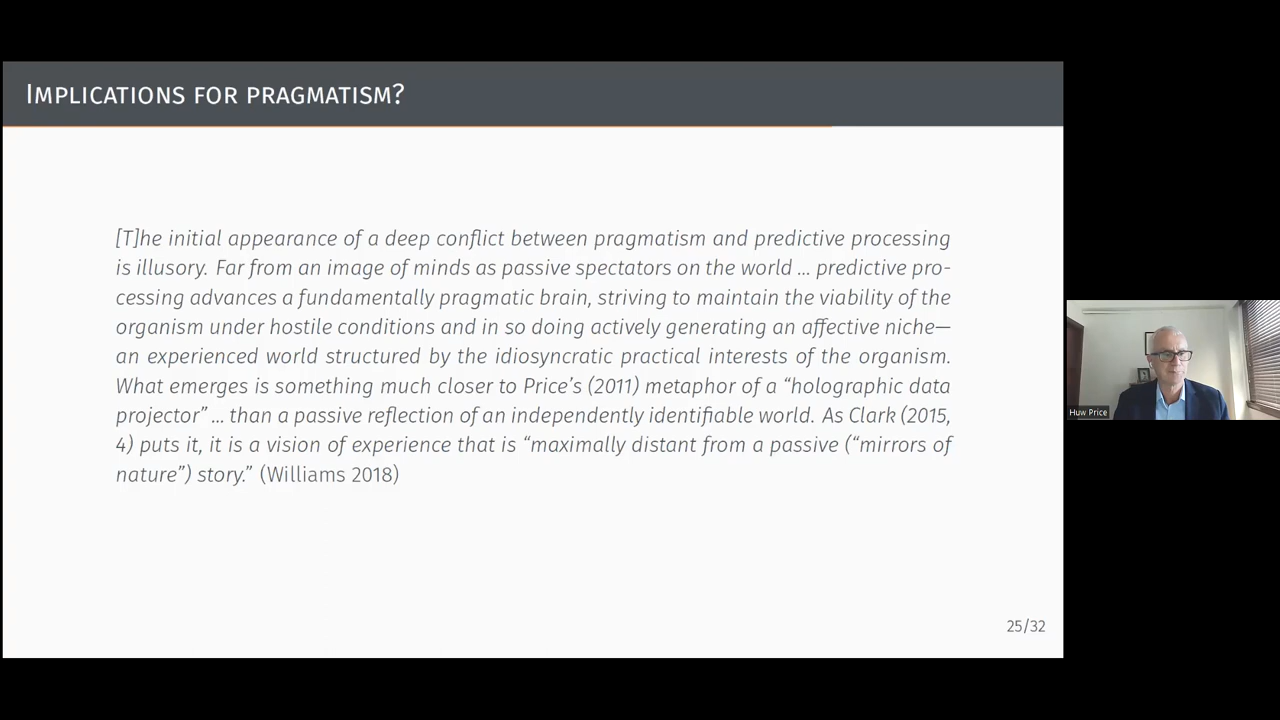 Implications for pragmatism?
[T]he initial appearance of a deep conflict between pragmatism and predictive processing
is illusory. Far from an image of minds as passive spectators on the world ... predictive pro-
cessing advances a fundamentally pragmatic brain, striving to maintain the viability of the
organism under hostile conditions and in so doing actively generating an affective niche—
an experienced world structured by the idiosyncratic practical interests of the organism.
What emerges is something much closer to Price's (2011) metaphor of a “holographic data
projector” ... than a passive reflection of an independently identifiable world. As Clark (2015,
4) puts it, it is a vision of experience that is “maximally distant from a passive (“mirrors of
nature”) story.” (Williams 2018)
25/32
Huw Price